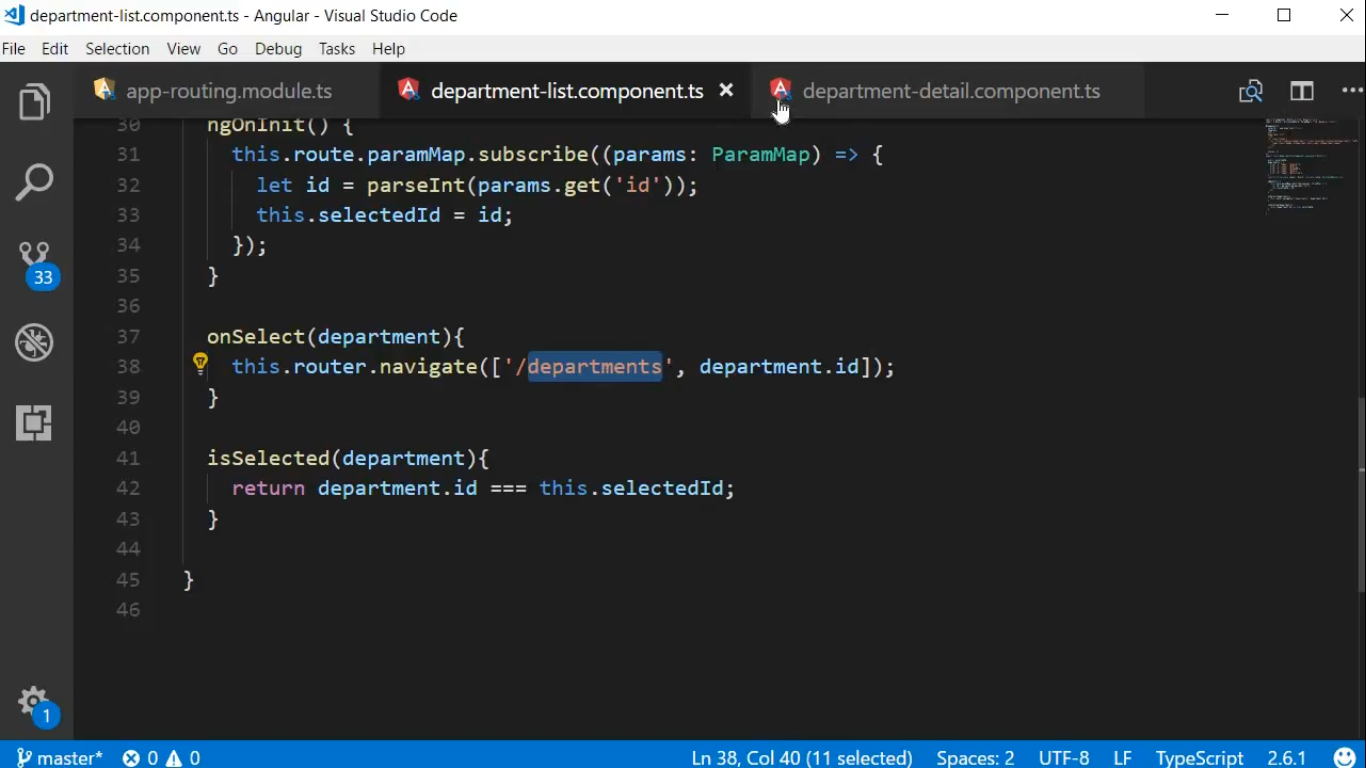 department-list.component.ts - Angular - Visual Studio Code
File Edit Selection View Go Debug Tasks Help
app-routing.module.ts department-list.component.ts × department-detail.component.ts
30 ngOnInit() {
31 this.route.paramMap.subscribe((params: ParamMap) => {
32 let id = parseInt(params.get('id'));
33 this.selectedId = id;
34 });
35 }
36
37 onSelect(department){
38 this.router.navigate(['/departments', department.id]);
39 }
40
41 isSelected(department){
42 return department.id === this.selectedId;
43 }
44
45 }
46
33
1
master* 0 0 Ln 38, Col 40 (11 selected) Spaces: 2 UTF-8 LF TypeScript 2.6.1